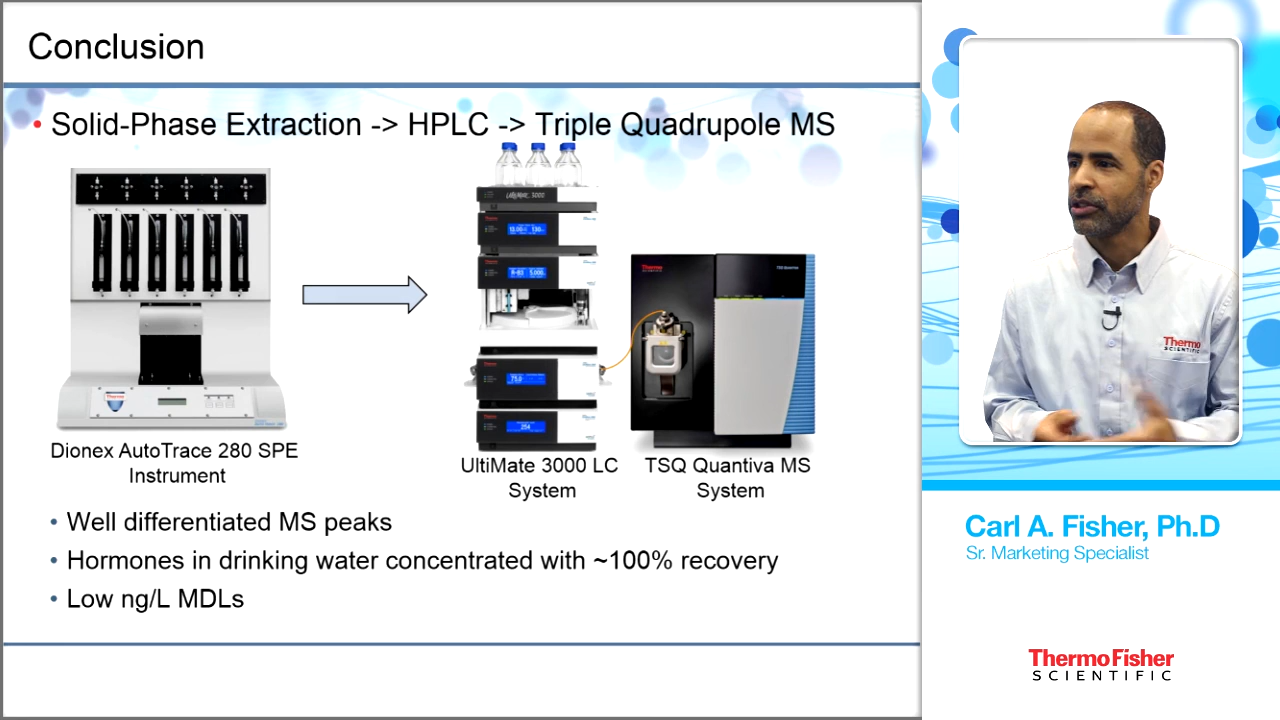 Conclusion
• Solid-Phase Extraction -> HPLC -> Triple Quadrupole MS
Dionex AutoTrace 280 SPE
Instrument
UltiMate 3000 LC
System
TSQ Quantiva MS
System
• Well differentiated MS peaks
• Hormones in drinking water concentrated with ~100% recovery
• Low ng/L MDLs
Thermo
SCIENTIFIC
Carl A. Fisher, Ph.D
Sr. Marketing Specialist
ThermoFisher
SCIENTIFIC